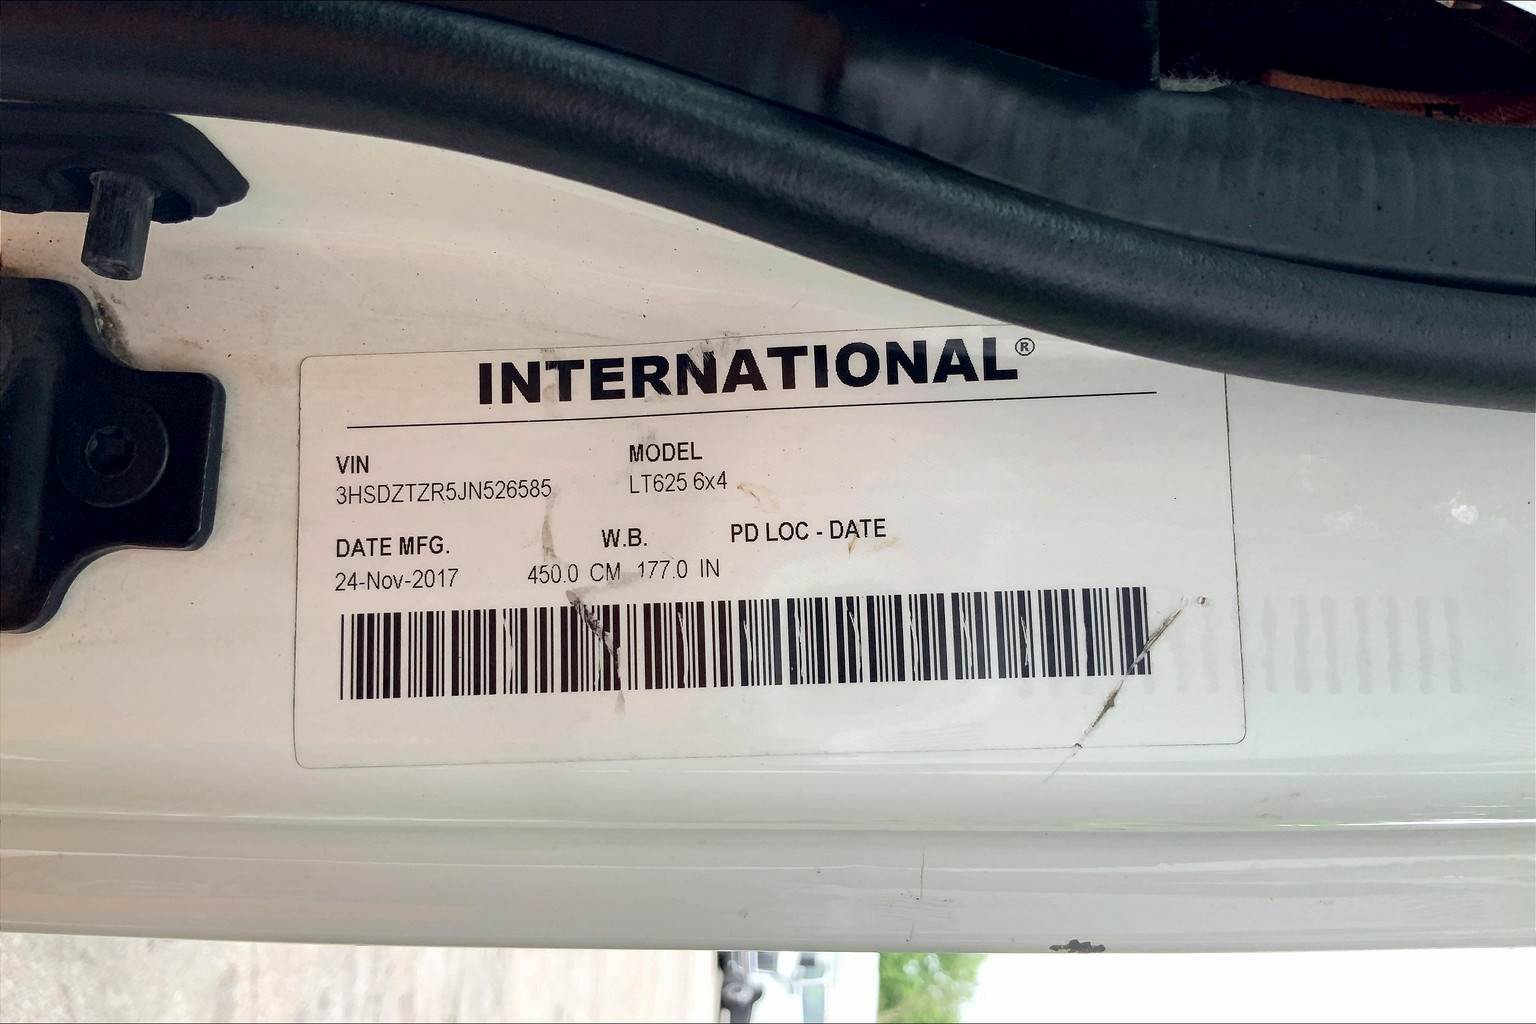 INTERNATIONAL®
VIN MODEL
3HSDZTZR5JN526585 LT625 6x4
DATE MFG. W.B. PD LOC - DATE
24-Nov-2017 450.0 CM 177.0 IN